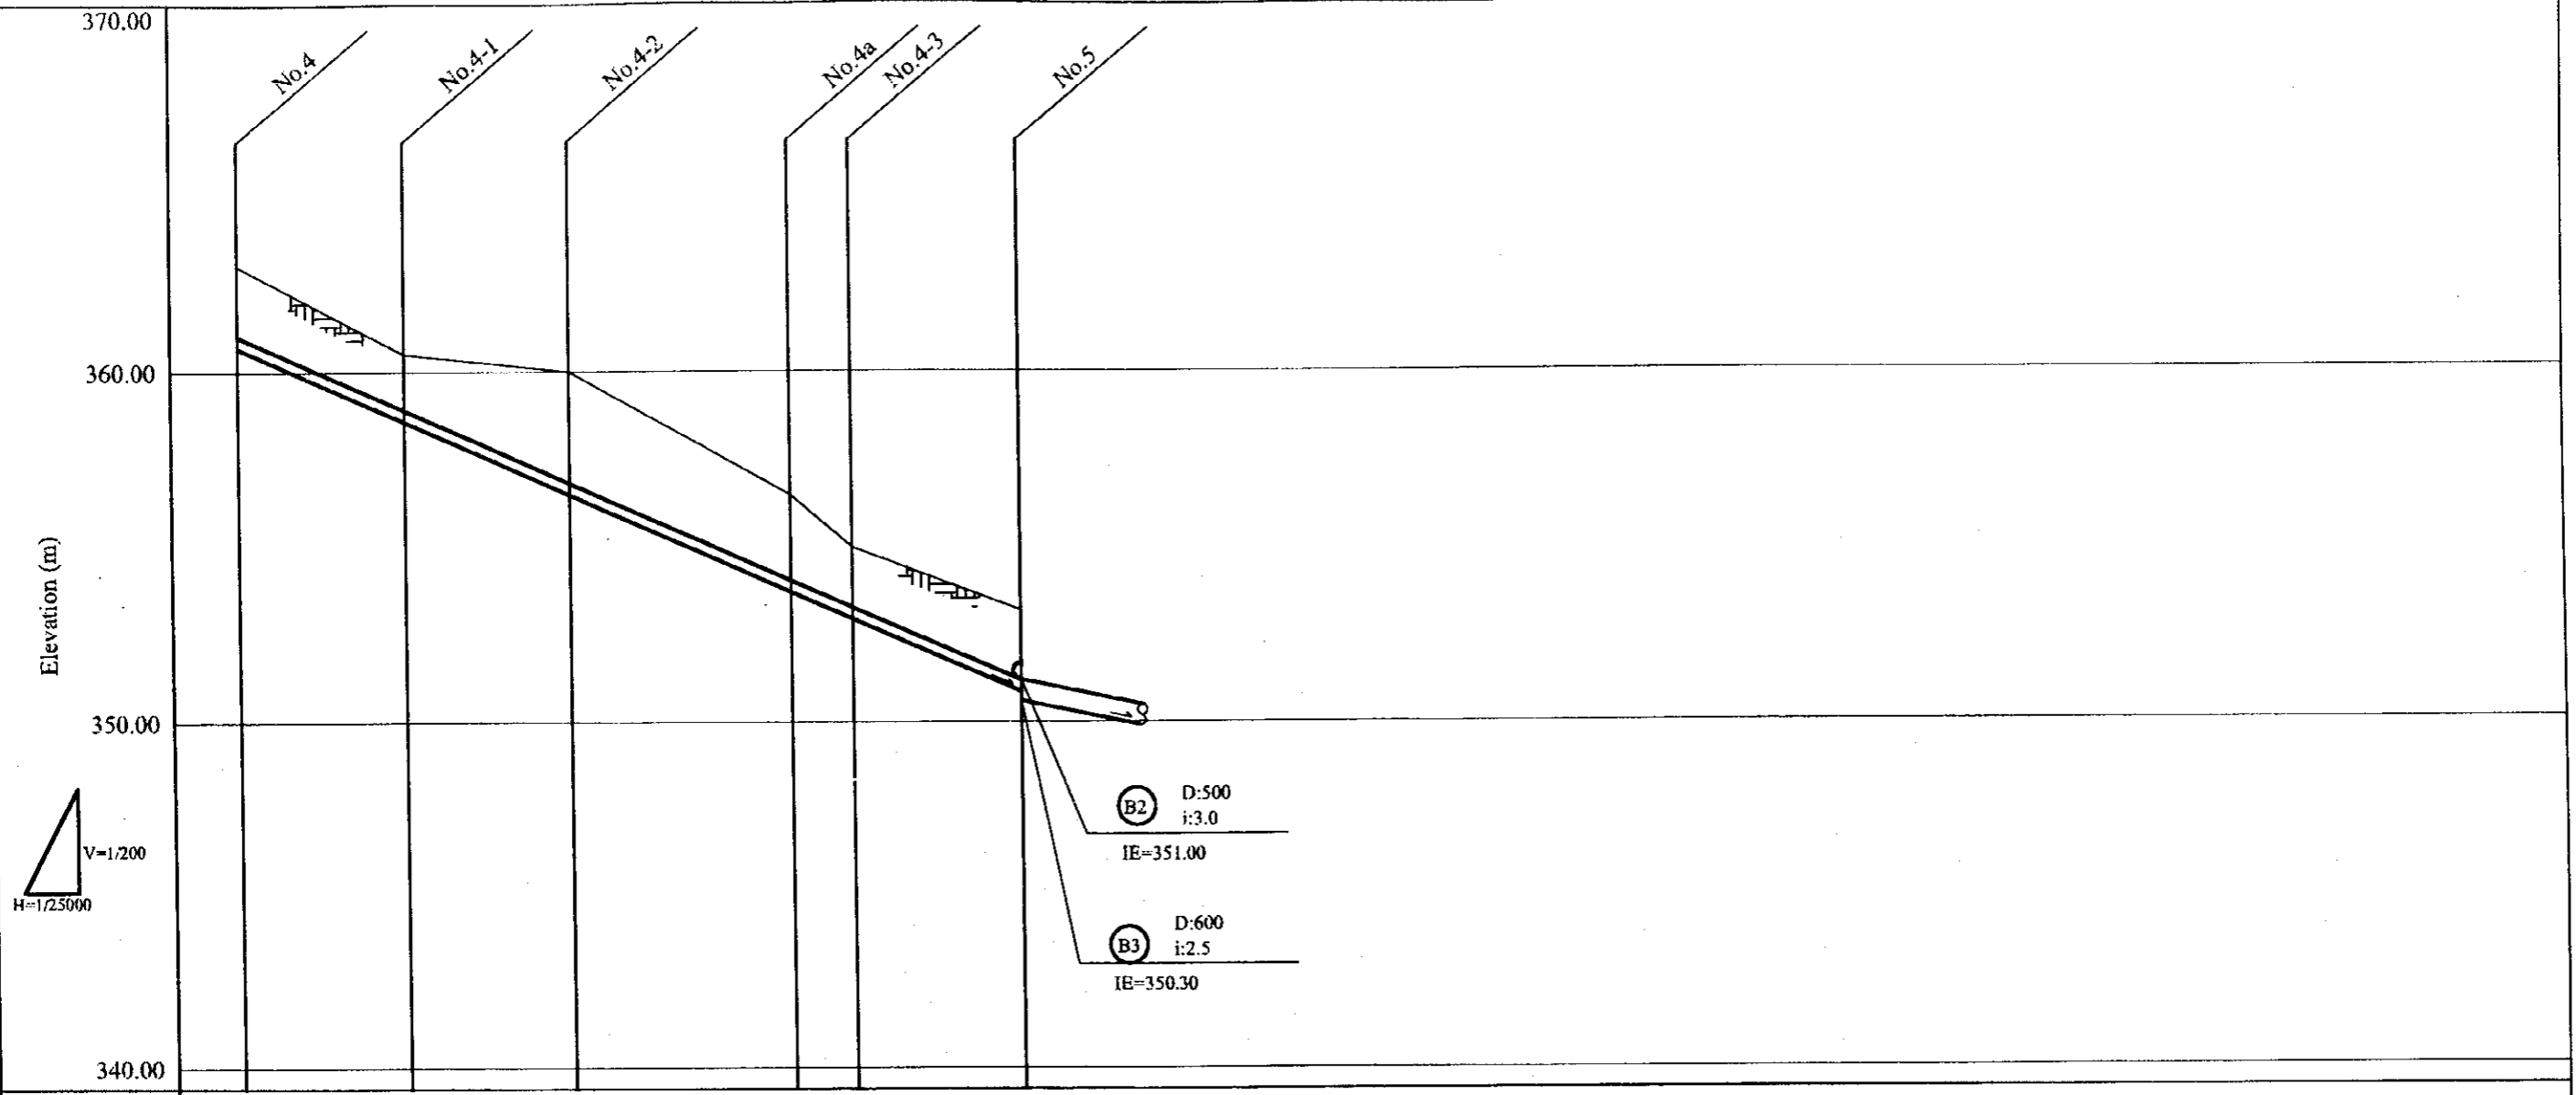 370.00
No.4
No.4-1
No.4-2
No.4a
No.4-3
No.5
360.00
Elevation (m)
350.00
B2
D:500
i:3.0
IE=351.00
V=1/200
H=1/25000
B3
D:600
i:2.5
IE=350.30
340.00